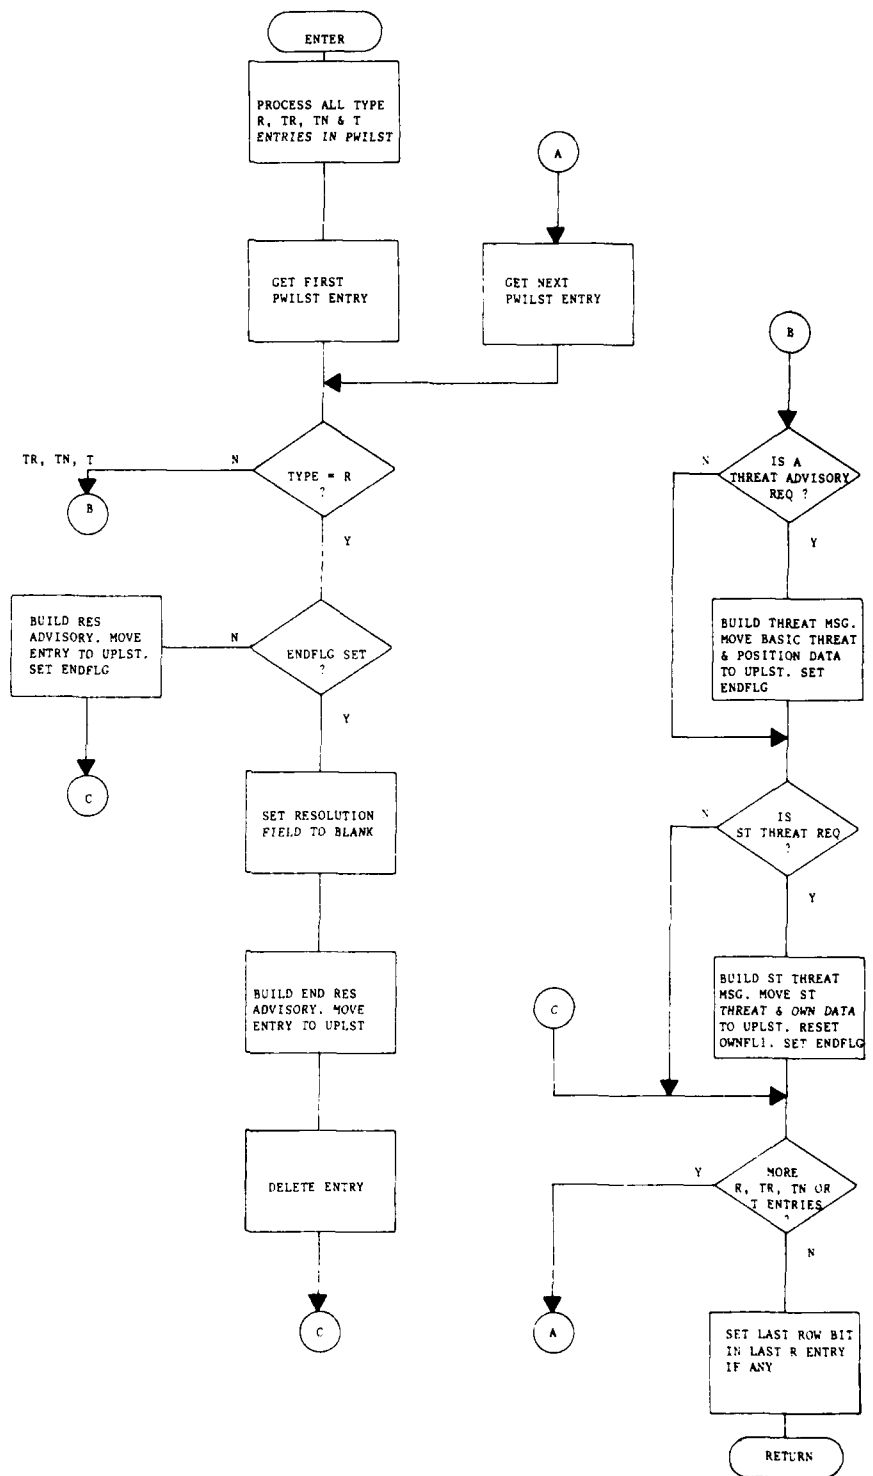 ENTER
PROCESS ALL TYPE
R, TR, TN & T
ENTRIES IN PWILST
A
GET FIRST
PWILST ENTRY
GET NEXT
PWILST ENTRY
B
TR, TN, T
N
TYPE = R
?
B
Y
N
IS A
THREAT ADVISORY
REQ ?
Y
BUILD RES
ADVISORY. MOVE
ENTRY TO UPLST.
SET ENDFLG
N
ENDFLG SET
?
Y
BUILD THREAT MSG.
MOVE BASIC THREAT
& POSITION DATA
TO UPLST. SET
ENDFLG
C
SET RESOLUTION
FIELD TO BLANK
N
IS
ST THREAT REQ
?
Y
BUILD END RES
ADVISORY. MOVE
ENTRY TO UPLST
C
BUILD ST THREAT
MSG. MOVE ST
THREAT & OWN DATA
TO UPLST. RESET
OWNFL1. SET ENDFLG
DELETE ENTRY
Y
MORE
R, TR, TN OR
T ENTRIES
?
N
C
A
SET LAST ROW BIT
IN LAST R ENTRY
IF ANY
RETURN